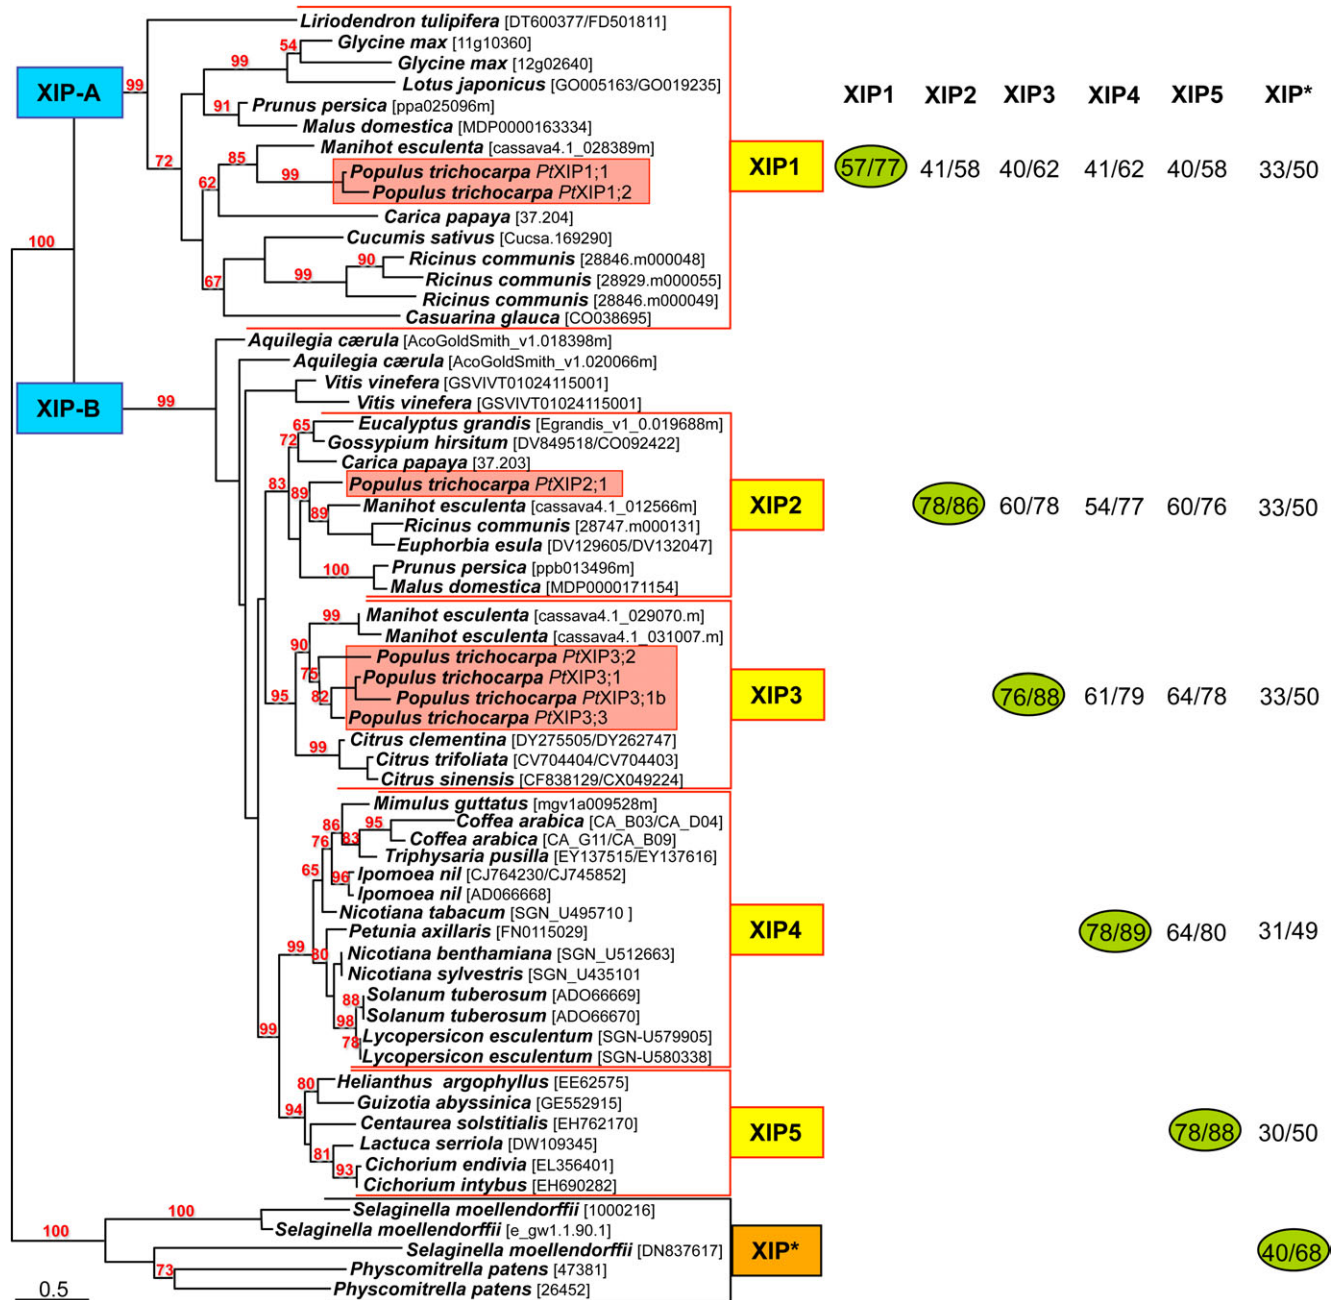 Liriodendron tulipifera [DT600377/FD501811]
54
Glycine max [11g10360]
99
Glycine max [12g02640]
99
XIP-A
Lotus japonicus [GO005163/GO019235]
XIP1 XIP2 XIP3 XIP4 XIP5 XIP*
91
Prunus persica [ppa025096m]
Malus domestica [MDP0000163334]
Manihot esculenta [cassava4.1_028389m]
72
85
99
Populus trichocarpa PtXIP1;1
XIP1
57/77 41/58 40/62 41/62 40/58 33/50
62
Populus trichocarpa PtXIP1;2
Carica papaya [37.204]
100
Cucumis sativus [Cucsa.169290]
90
Ricinus communis [28846.m000048]
67
99
Ricinus communis [28929.m000055]
Ricinus communis [28846.m000049]
Casuarina glauca [CO038695]
Aquilegia cærula [AcoGoldSmith_v1.018398m]
Aquilegia cærula [AcoGoldSmith_v1.020066m]
Vitis vinefera [GSVIVT01024115001]
XIP-B
99
Vitis vinefera [GSVIVT01024115001]
65
Eucalyptus grandis [Egrandis_v1_0.019688m]
72
Gossypium hirsitum [DV849518/CO092422]
Carica papaya [37.203]
83
89
Populus trichocarpa PtXIP2;1
89
Manihot esculenta [cassava4.1_012566m]
XIP2
78/86 60/78 54/77 60/76 33/50
Ricinus communis [28747.m000131]
Euphorbia esula [DV129605/DV132047]
100
Prunus persica [ppb013496m]
Malus domestica [MDP0000171154]
99
Manihot esculenta [cassava4.1_029070.m]
90
Manihot esculenta [cassava4.1_031007.m]
75
Populus trichocarpa PtXIP3;2
Populus trichocarpa PtXIP3;1
95
82
Populus trichocarpa PtXIP3;1b
XIP3
76/88 61/79 64/78 33/50
Populus trichocarpa PtXIP3;3
99
Citrus clementina [DY275505/DY262747]
Citrus trifoliata [CV704404/CV704403]
Citrus sinensis [CF838129/CX049224]
Mimulus guttatus [mgv1a009528m]
86
95
Coffea arabica [CA_B03/CA_D04]
76
83
Coffea arabica [CA_G11/CA_B09]
Triphysaria pusilla [EY137515/EY137616]
65
96
Ipomoea nil [CJ764230/CJ745852]
Ipomoea nil [AD066668]
Nicotiana tabacum [SGN_U495710 ]
Petunia axillaris [FN0115029]
XIP4
78/89 64/80 31/49
99
80
Nicotiana benthamiana [SGN_U512663]
Nicotiana sylvestris [SGN_U435101
88
Solanum tuberosum [ADO66669]
Solanum tuberosum [ADO66670]
99
98
78
Lycopersicon esculentum [SGN-U579905]
Lycopersicon esculentum [SGN-U580338]
80
Helianthus argophyllus [EE62575]
94
Guizotia abyssinica [GE552915]
Centaurea solstitialis [EH762170]
XIP5
78/88 30/50
81
Lactuca serriola [DW109345]
93
Cichorium endivia [EL356401]
Cichorium intybus [EH690282]
100
100
Selaginella moellendorffii [1000216]
Selaginella moellendorffii [e_gw1.1.90.1]
Selaginella moellendorffii [DN837617]
XIP*
40/68
73
Physcomitrella patens [47381]
Physcomitrella patens [26452]
0.5